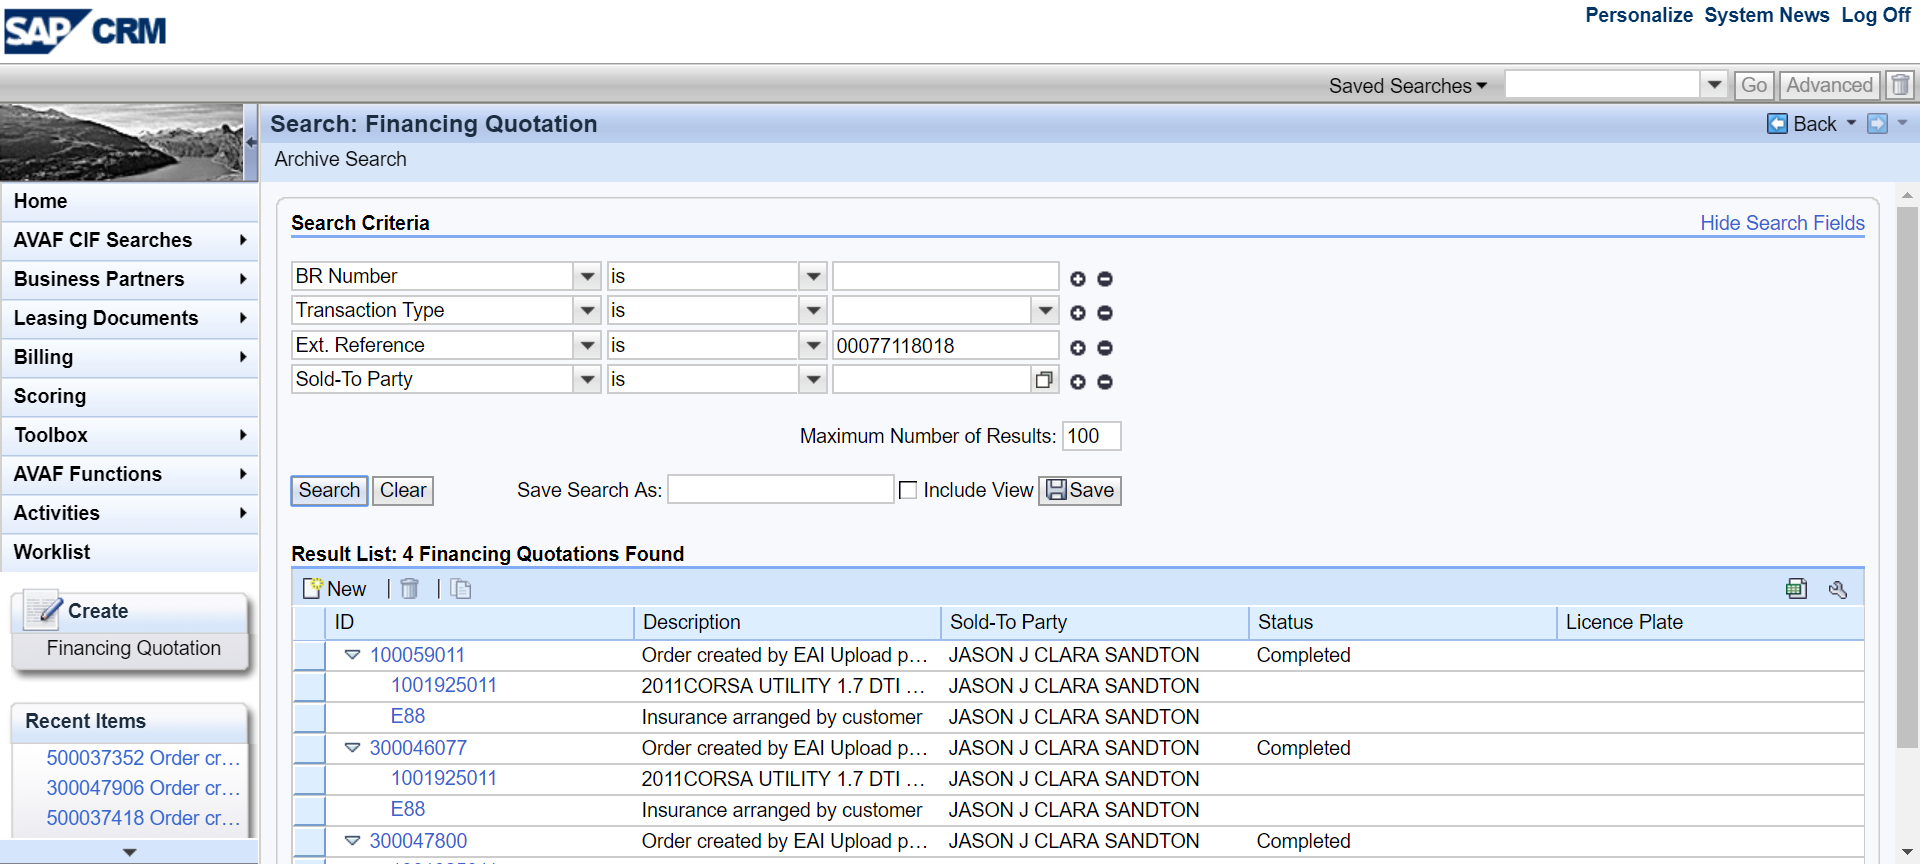 SAP CRM
Personalize System News Log Off
Saved Searches Go Advanced
Search: Financing Quotation
Back
Archive Search
Home
AVAF CIF Searches
Business Partners
Leasing Documents
Billing
Scoring
Toolbox
AVAF Functions
Activities
Worklist
Create
Financing Quotation
Recent Items
500037352 Order cr...
300047906 Order cr...
500037418 Order cr...
Search Criteria
Hide Search Fields
BR Number is
Transaction Type is
Ext. Reference is 00077118018
Sold-To Party is
Maximum Number of Results: 100
Search Clear Save Search As: Include View Save
Result List: 4 Financing Quotations Found
New
ID Description Sold-To Party Status Licence Plate
100059011 Order created by EAI Upload p... JASON J CLARA SANDTON Completed
1001925011 2011CORSA UTILITY 1.7 DTI ... JASON J CLARA SANDTON
E88 Insurance arranged by customer JASON J CLARA SANDTON
300046077 Order created by EAI Upload p... JASON J CLARA SANDTON Completed
1001925011 2011CORSA UTILITY 1.7 DTI ... JASON J CLARA SANDTON
E88 Insurance arranged by customer JASON J CLARA SANDTON
300047800 Order created by EAI Upload p... JASON J CLARA SANDTON Completed